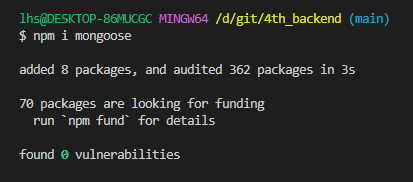 lhs@DESKTOP-86MUCGC MINGW64 /d/git/4th_backend (main)
$ npm i mongoose
added 8 packages, and audited 362 packages in 3s
70 packages are looking for funding
run `npm fund` for details
found 0 vulnerabilities